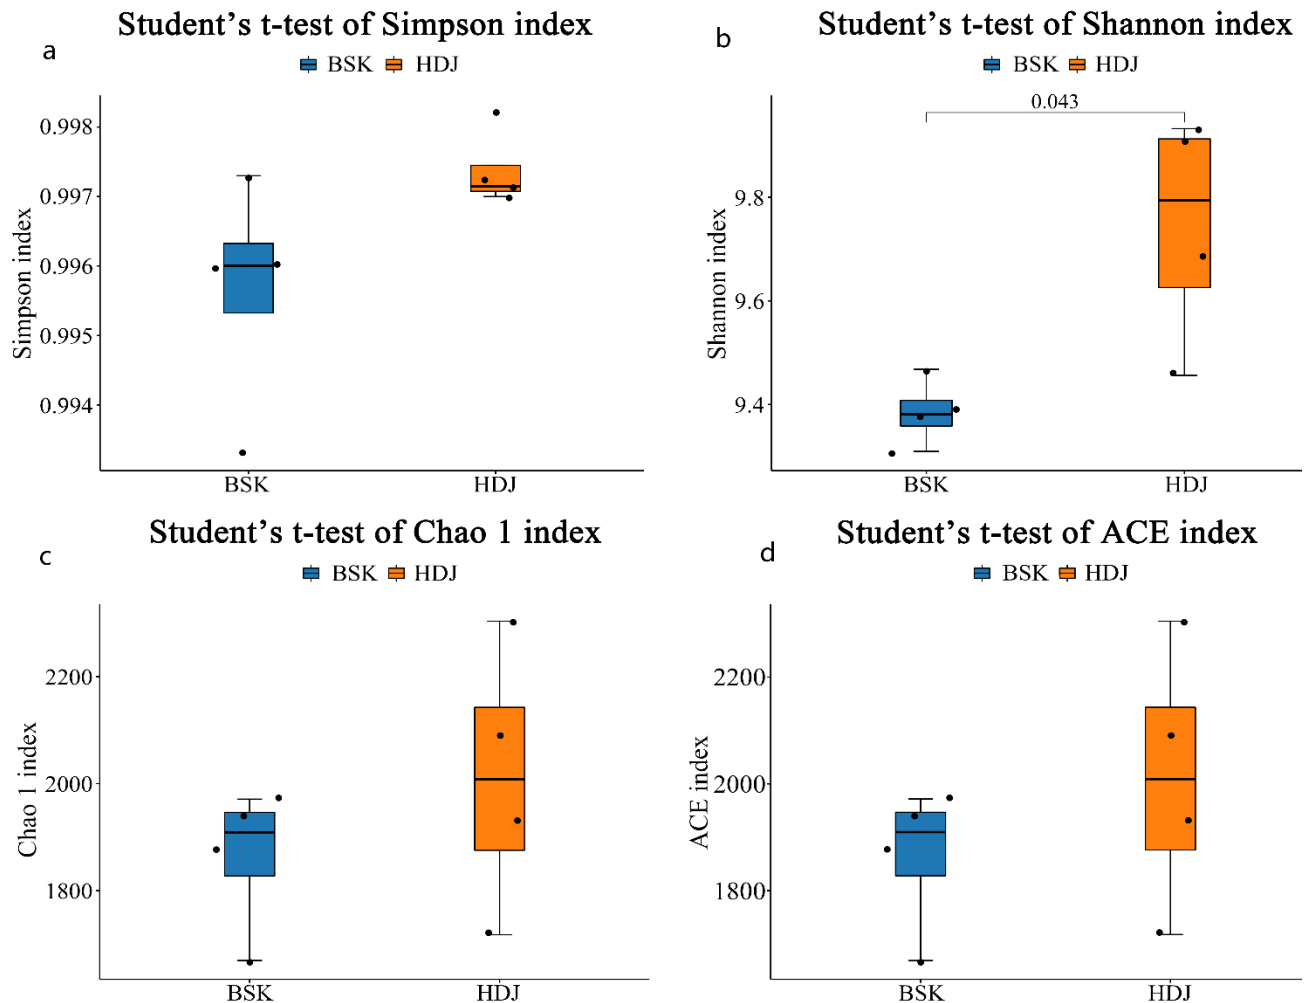 a
Student’s t-test of Simpson index
BSK HDJ
Simpson index
0.998
0.997
0.996
0.995
0.994
BSK HDJ
b
Student’s t-test of Shannon index
BSK HDJ
0.043
Shannon index
9.8
9.6
9.4
BSK HDJ
c
Student’s t-test of Chao 1 index
BSK HDJ
Chao 1 index
2200
2000
1800
BSK HDJ
d
Student’s t-test of ACE index
BSK HDJ
ACE index
2200
2000
1800
BSK HDJ